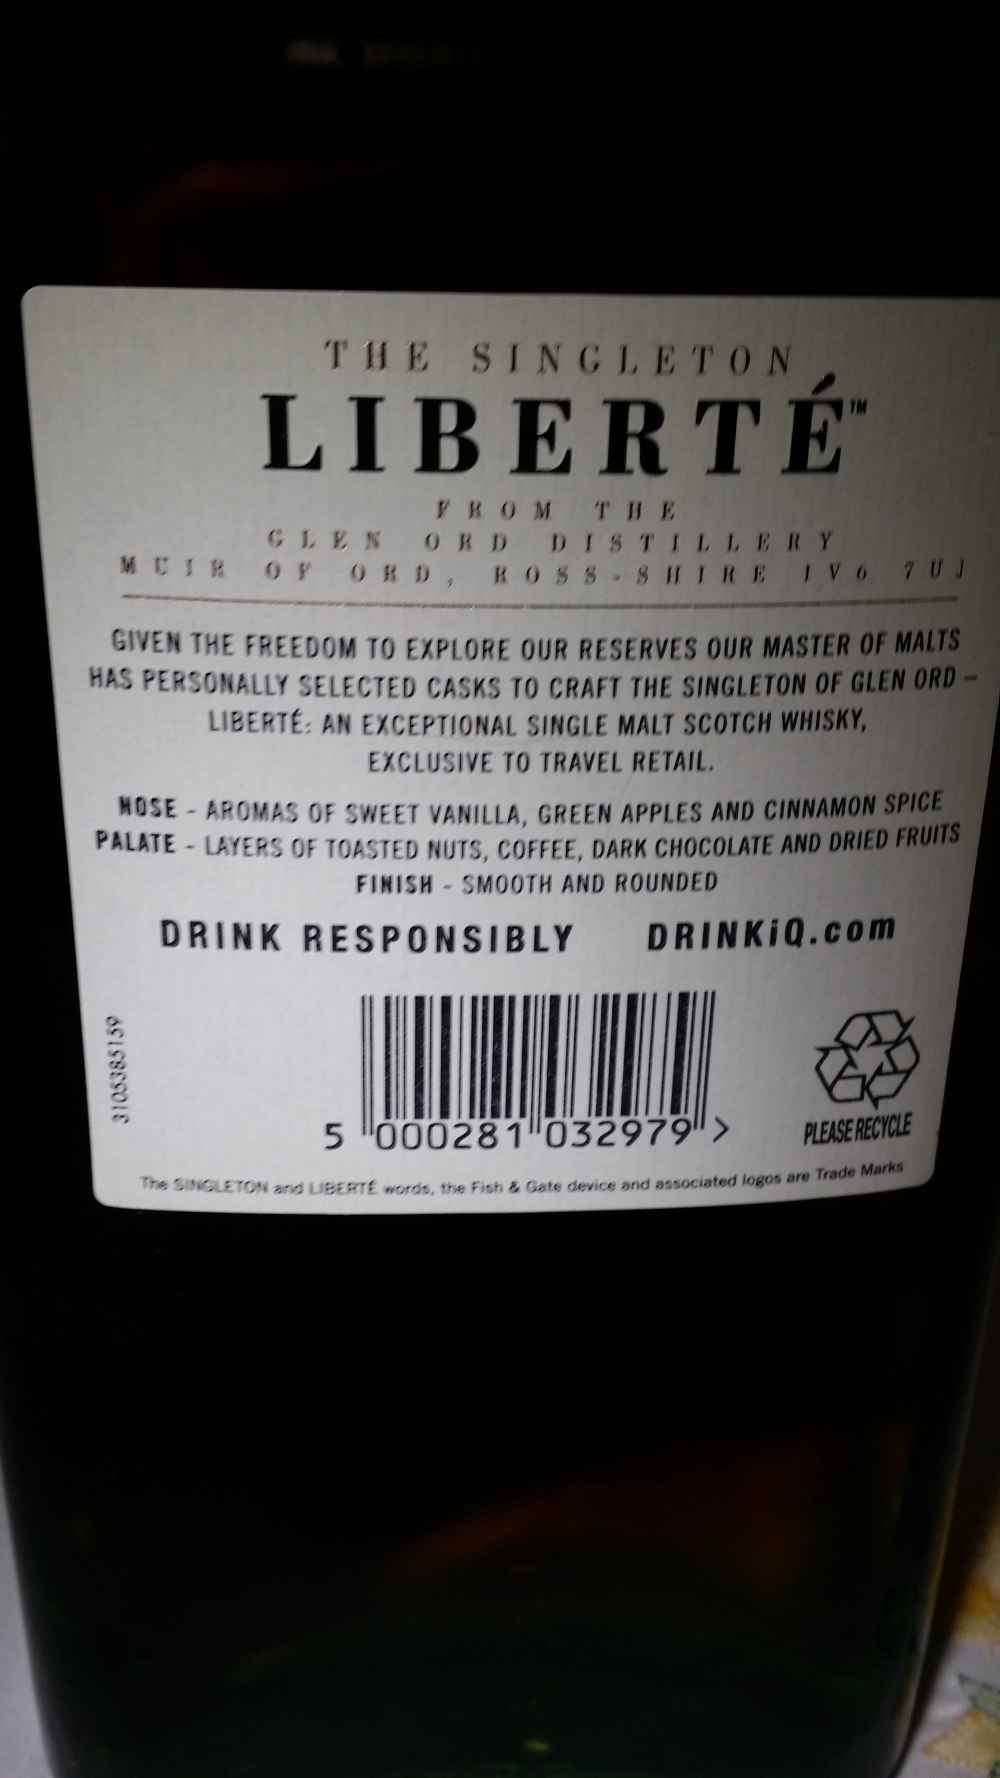 THE SINGLETON
LIBERTÉ™
FROM THE
GLEN ORD DISTILLERY
MUIR OF ORD, ROSS-SHIRE IV6 7UJ
GIVEN THE FREEDOM TO EXPLORE OUR RESERVES OUR MASTER OF MALTS
HAS PERSONALLY SELECTED CASKS TO CRAFT THE SINGLETON OF GLEN ORD –
LIBERTÉ: AN EXCEPTIONAL SINGLE MALT SCOTCH WHISKY,
EXCLUSIVE TO TRAVEL RETAIL.
NOSE - AROMAS OF SWEET VANILLA, GREEN APPLES AND CINNAMON SPICE
PALATE - LAYERS OF TOASTED NUTS, COFFEE, DARK CHOCOLATE AND DRIED FRUITS
FINISH - SMOOTH AND ROUNDED
DRINK RESPONSIBLY DRINKiQ.com
3105385159
5 000281 032979 >
PLEASE RECYCLE
The SINGLETON and LIBERTÉ words, the Fish & Gate device and associated logos are Trade Marks